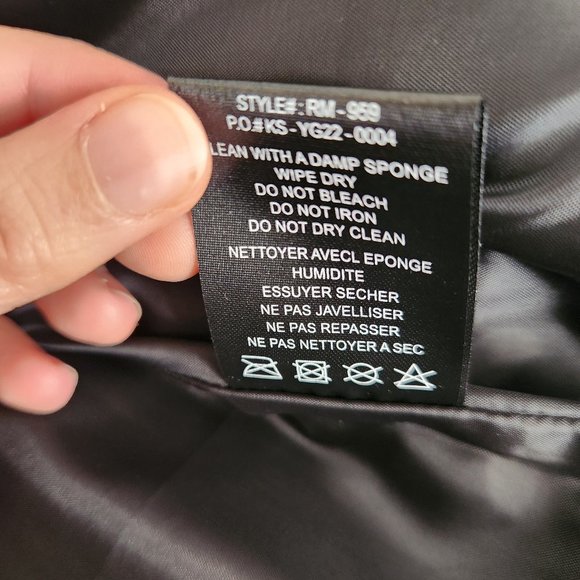 STYLE#: RM - 959
P.O.#KS - YG22 - 0004
LEAN WITH A DAMP SPONGE
WIPE DRY
DO NOT BLEACH
DO NOT IRON
DO NOT DRY CLEAN
NETTOYER AVECL EPONGE
HUMIDITE
ESSUYER SECHER
NE PAS JAVELLISER
NE PAS REPASSER
NE PAS NETTOYER A SEC